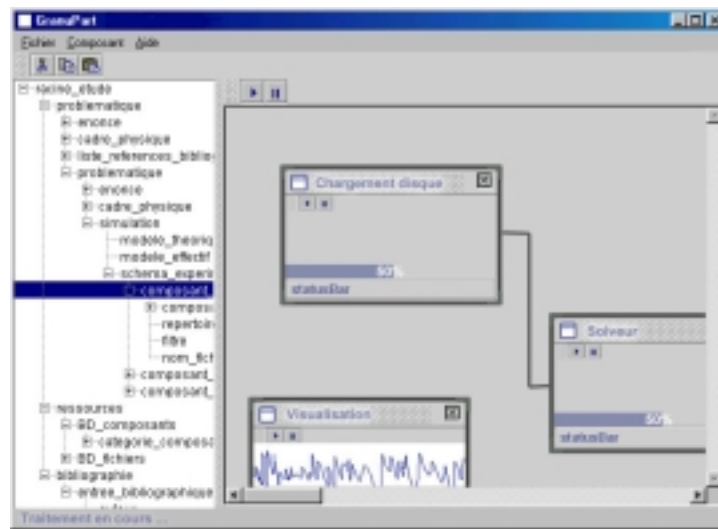 GranuPart
Fichier Composant Aide
racine_etude
problematique
enonce
cadre_physique
liste_references_biblio
problematique
enonce
cadre_physique
simulation
modele_theoriq
modele_effectif
schema_experi
composant_
compos
repertoir
filtre
nom_fich
composant_
composant_
ressources
BD_composants
categorie_composa
BD_fichiers
bibliographie
entree_bibliographique
Chargement disque
50%
statusBar
Solveur
50%
statusBar
Visualisation
Traitement en cours ...